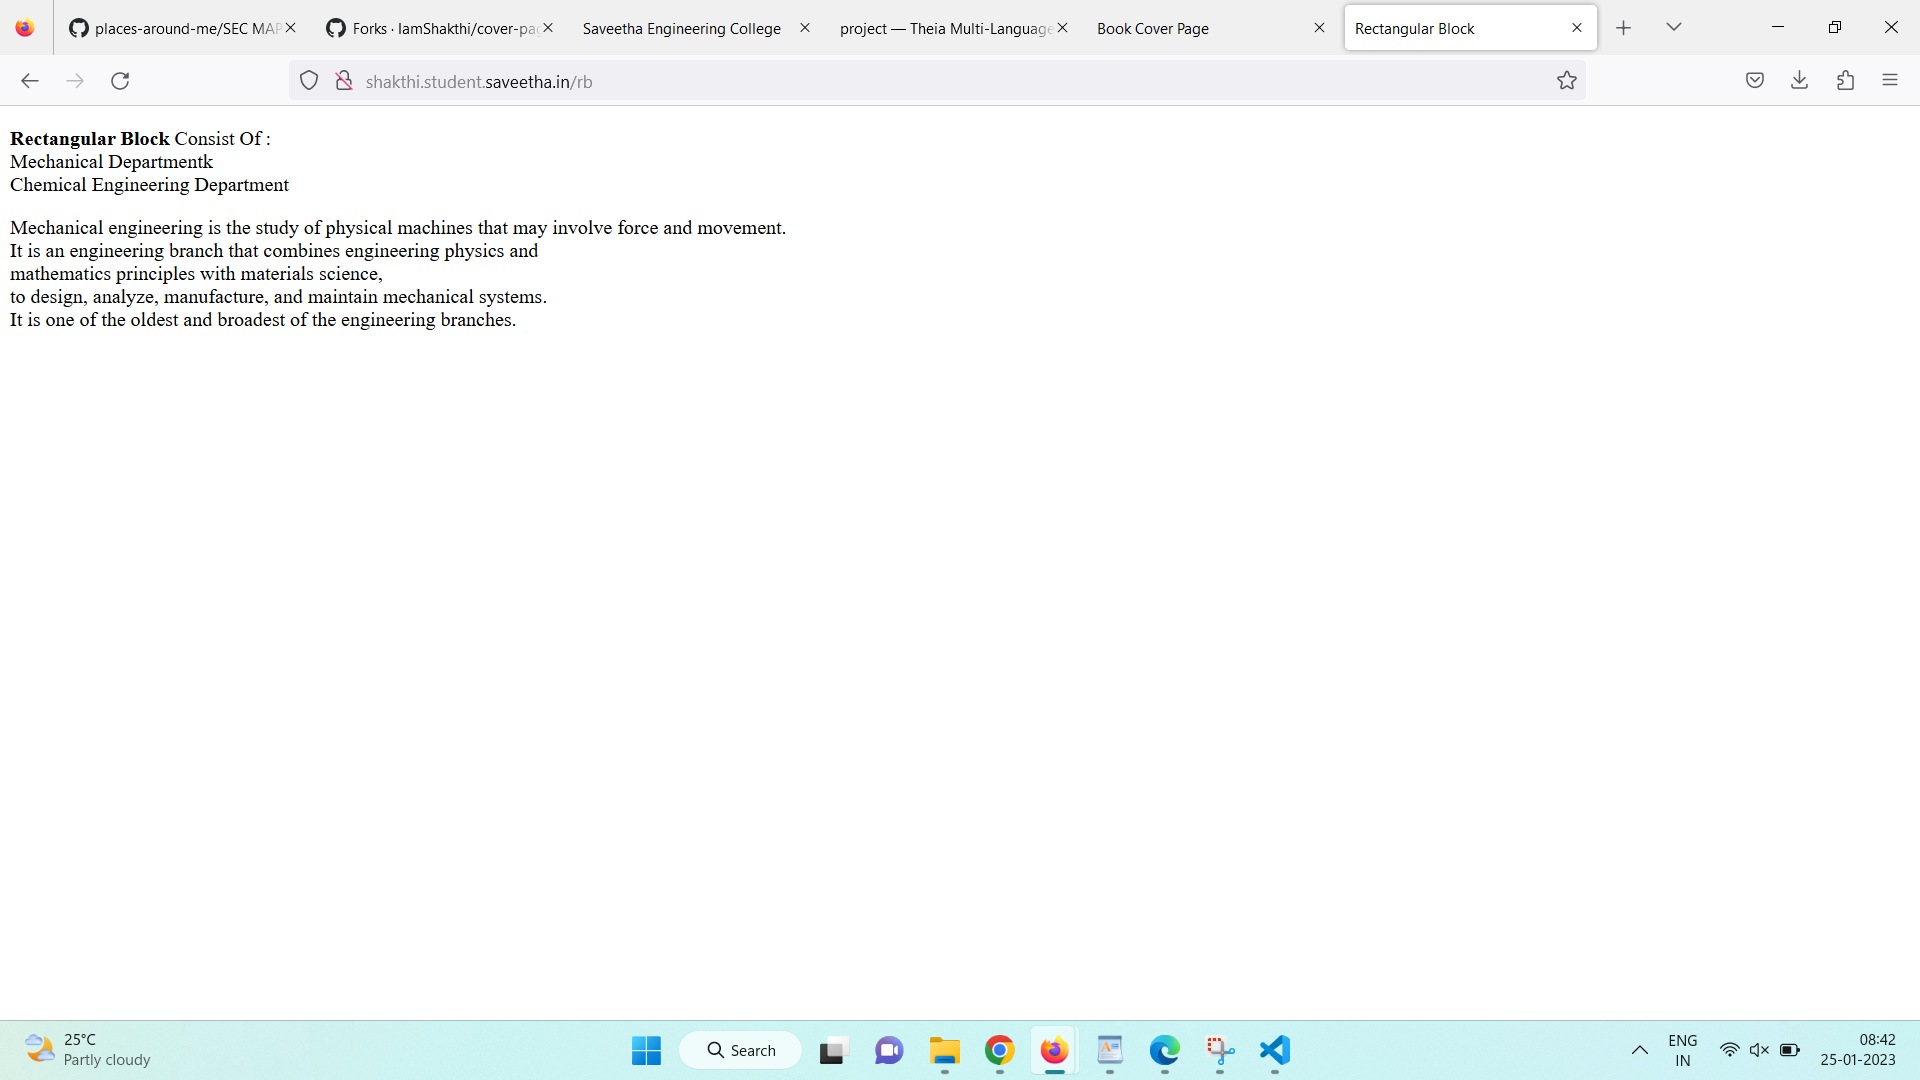 places-around-me/SEC MAP
Forks · IamShakthi/cover-pa
Saveetha Engineering College
project — Theia Multi-Language
Book Cover Page
Rectangular Block
shakthi.student.saveetha.in/rb
Rectangular Block Consist Of :
Mechanical Departmentk
Chemical Engineering Department
Mechanical engineering is the study of physical machines that may involve force and movement.
It is an engineering branch that combines engineering physics and
mathematics principles with materials science,
to design, analyze, manufacture, and maintain mechanical systems.
It is one of the oldest and broadest of the engineering branches.
25°C
Partly cloudy
Search
ENG
IN
08:42
25-01-2023